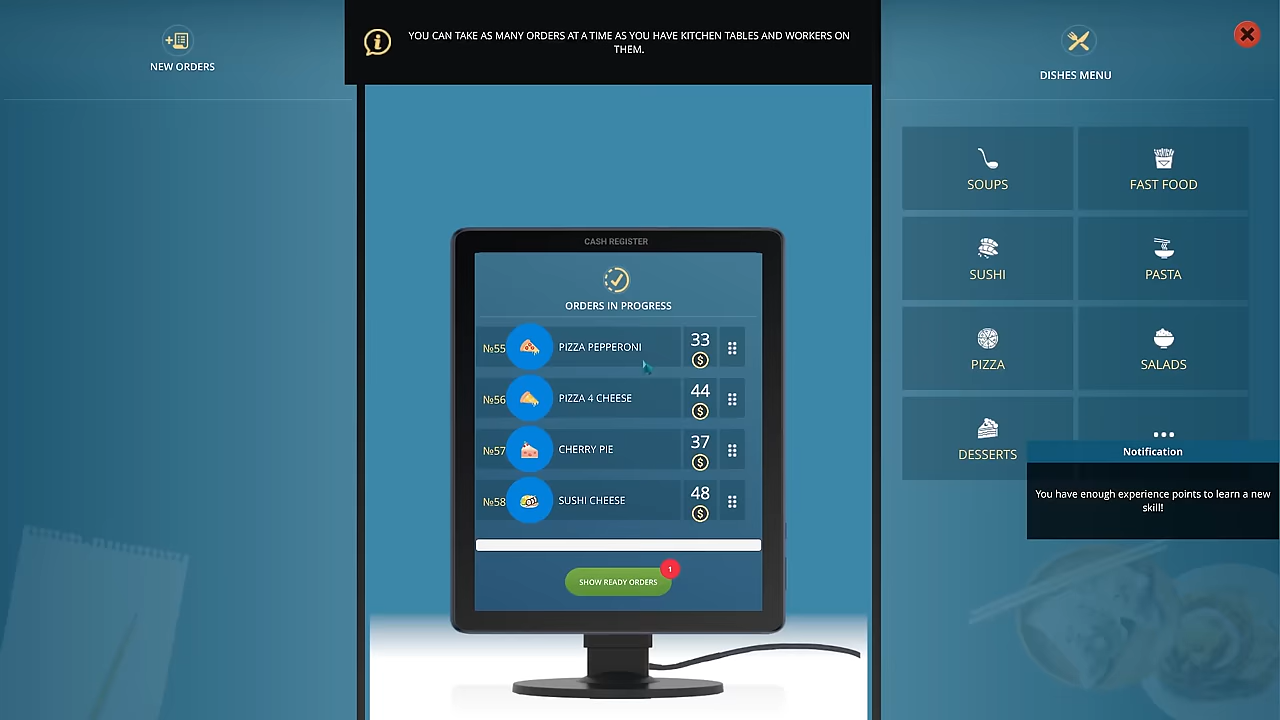 NEW ORDERS
YOU CAN TAKE AS MANY ORDERS AT A TIME AS YOU HAVE KITCHEN TABLES AND WORKERS ON
THEM.
DISHES MENU
CASH REGISTER
ORDERS IN PROGRESS
№55 PIZZA PEPPERONI 33
№56 PIZZA 4 CHEESE 44
№57 CHERRY PIE 37
№58 SUSHI CHEESE 48
SHOW READY ORDERS 1
SOUPS
FAST FOOD
SUSHI
PASTA
PIZZA
SALADS
DESSERTS
Notification
You have enough experience points to learn a new
skill!